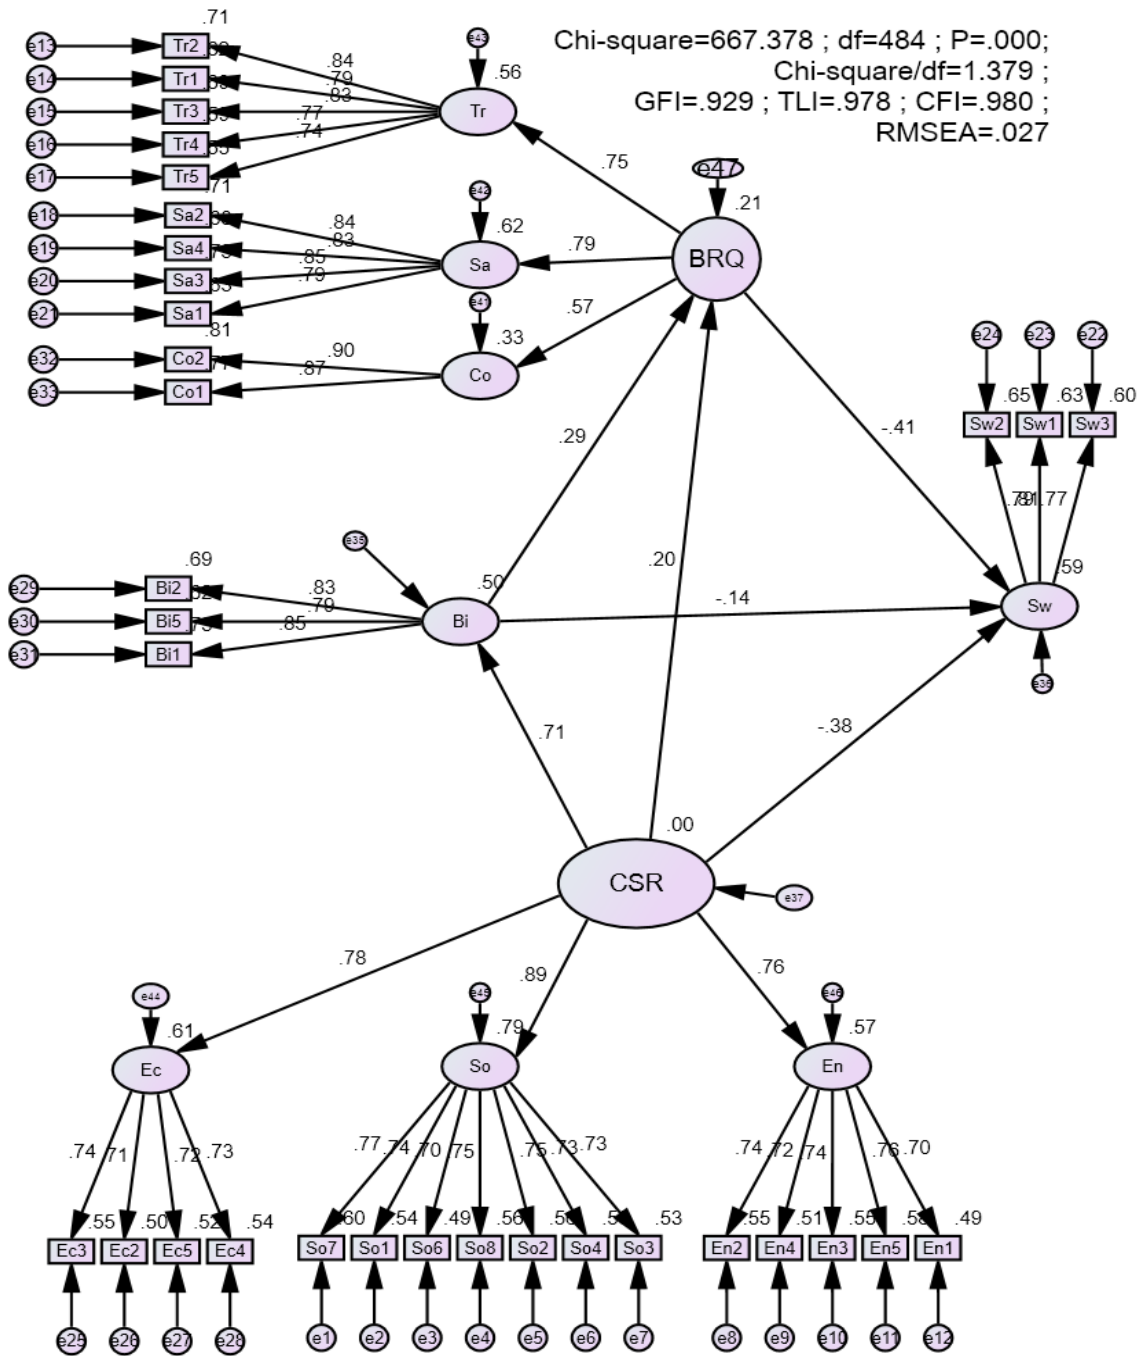 Chi-square=667.378 ; df=484 ; P=.000;
Chi-square/df=1.379 ;
GFI=.929 ; TLI=.978 ; CFI=.980 ;
RMSEA=.027
.71
e13 Tr2 .84 e43
e14 Tr1 .79 .56
e15 Tr3 .83 Tr
e16 Tr4 .77
e17 Tr5 .74
.75 e47
.71 .21
e18 Sa2 .84 e42 .62
e19 Sa4 .83 .79 BRQ
e20 Sa3 .85 Sa
e21 Sa1 .79 e41
.81 .57
e32 Co2 .90 .33
e33 Co1 .87 Co
e24 e23 e22
.65 .63 .60
Sw2 Sw1 Sw3
.29 -.41
.79 .81 .77
e29 .69 .83 .50 .20 .59
Bi2
e30 Bi5 .79 Bi -.14 Sw
e31 Bi1 .85
.71 -.38
.00
CSR e37
.78 .89 .76
e44 e45 e46
.61 .79 .57
Ec So En
.74 .71 .72 .73 .77 .74 .70 .75 .75 .73 .73 .74 .72 .74 .76 .70
.55 .50 .52 .54 .60 .54 .49 .56 .53 .55 .51 .55 .58 .49
Ec3 Ec2 Ec5 Ec4 So7 So1 So6 So8 So2 So4 So3 En2 En4 En3 En5 En1
e25 e26 e27 e28 e1 e2 e3 e4 e5 e6 e7 e8 e9 e10 e11 e12